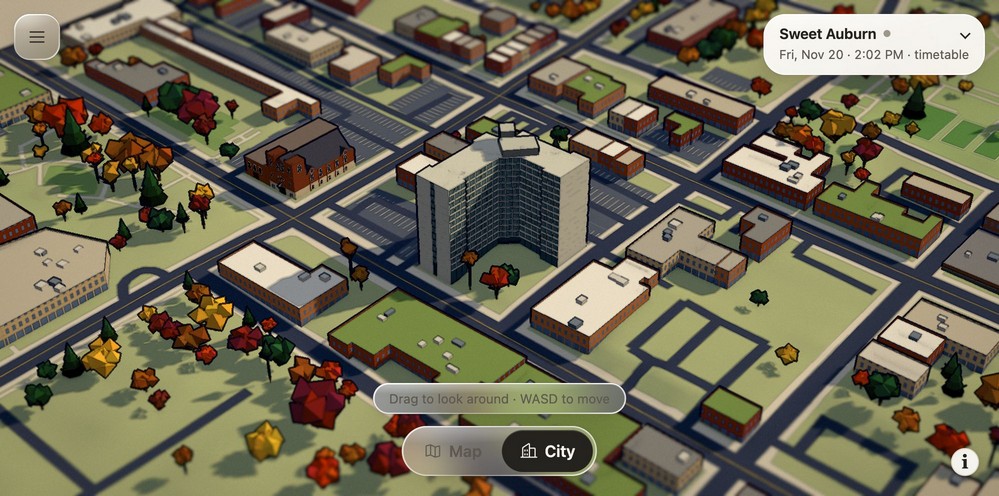 Sweet Auburn
Fri, Nov 20 · 2:02 PM · timetable
Drag to look around · WASD to move
Map
City
i